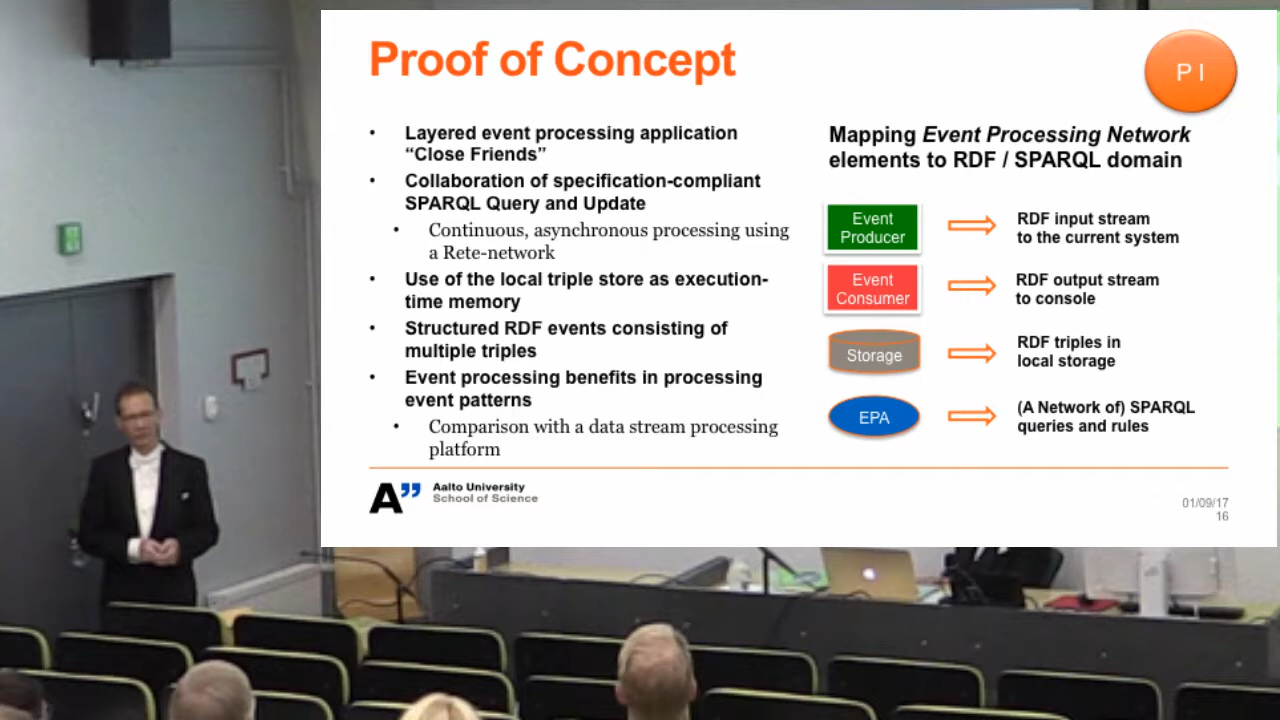 Proof of Concept
P I
• Layered event processing application
“Close Friends”
• Collaboration of specification-compliant
SPARQL Query and Update
• Continuous, asynchronous processing using
a Rete-network
• Use of the local triple store as execution-
time memory
• Structured RDF events consisting of
multiple triples
• Event processing benefits in processing
event patterns
• Comparison with a data stream processing
platform
Mapping Event Processing Network
elements to RDF / SPARQL domain
Event
Producer
RDF input stream
to the current system
Event
Consumer
RDF output stream
to console
Storage
RDF triples in
local storage
EPA
(A Network of) SPARQL
queries and rules
A”
Aalto University
School of Science
01/09/17
16